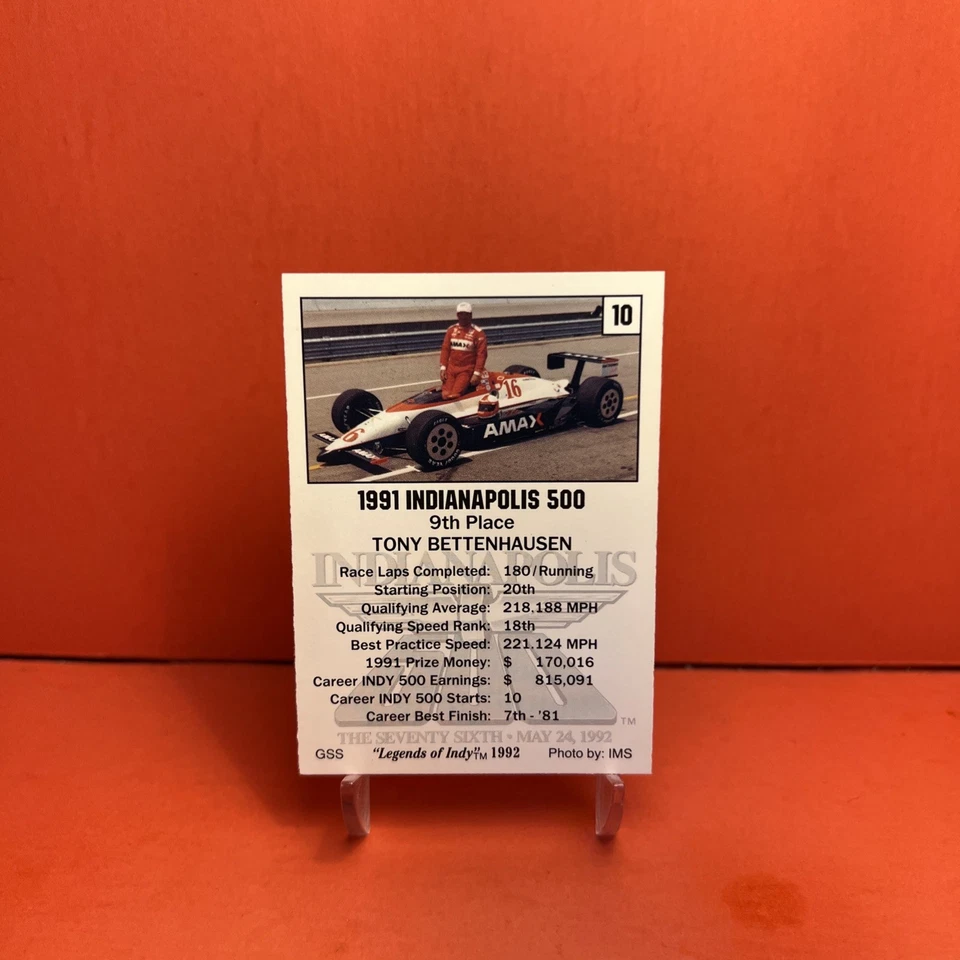 10
AMAX
16
16
AMAX
1991 INDIANAPOLIS 500
9th Place
TONY BETTENHAUSEN
INDIANAPOLIS
Race Laps Completed: 180/Running
Starting Position: 20th
Qualifying Average: 218.188 MPH
Qualifying Speed Rank: 18th
Best Practice Speed: 221.124 MPH
1991 Prize Money: $ 170,016
Career INDY 500 Earnings: $ 815,091
Career INDY 500 Starts: 10
Career Best Finish: 7th - '81
TM
THE SEVENTY SIXTH • MAY 24, 1992
GSS "Legends of Indy"TM 1992 Photo by: IMS